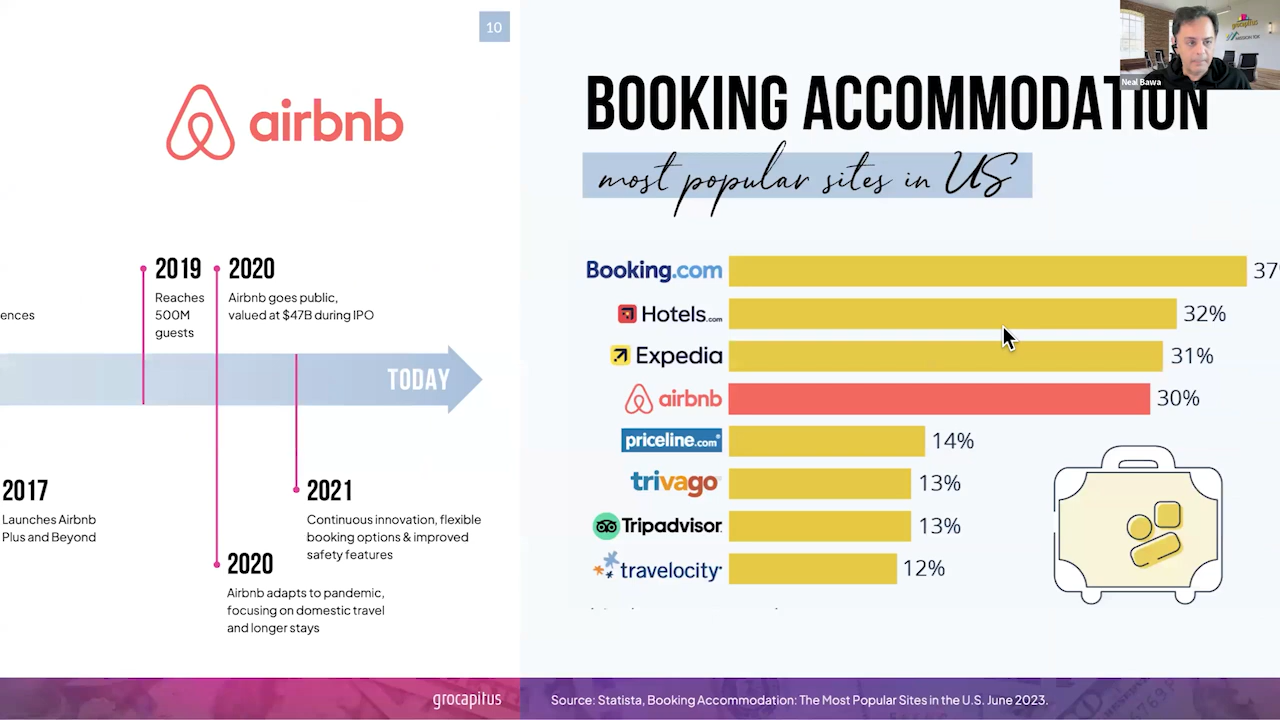 10
airbnb
2019
Reaches
500M
guests
2020
Airbnb goes public,
valued at $47B during IPO
ences
TODAY
2017
Launches Airbnb
Plus and Beyond
2021
Continuous innovation, flexible
booking options & improved
safety features
2020
Airbnb adapts to pandemic,
focusing on domestic travel
and longer stays
grocapitus
Neal Bawa
grocapitus
BOOKING ACCOMMODATION
most popular sites in US
Booking.com 37
Hotels.com 32%
Expedia 31%
airbnb 30%
priceline.com 14%
trivago 13%
Tripadvisor 13%
travelocity 12%
Source: Statista, Booking Accommodation: The Most Popular Sites in the U.S. June 2023.